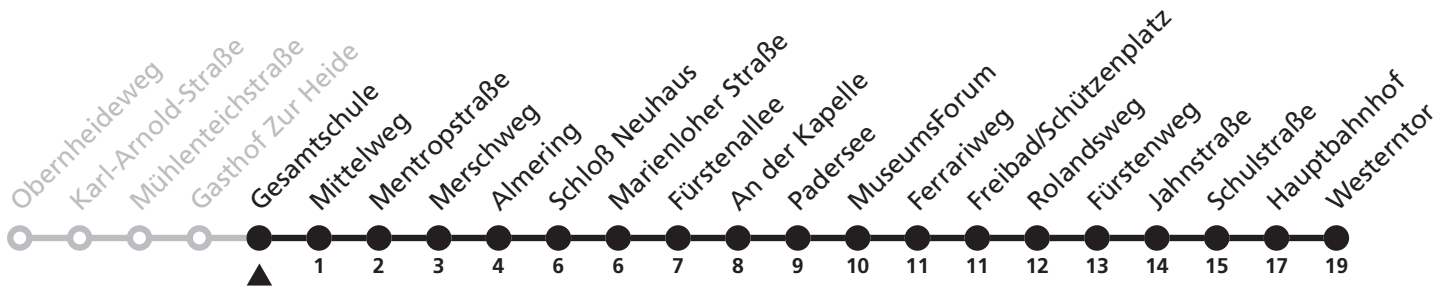 Obernheideweg
Karl-Arnold-Straße
Mühlenteichstraße
Gasthof Zur Heide
Gesamtschule
Mittelweg
Mentropstraße
Merschweg
Almering
Schloß Neuhaus
Marienloher Straße
Fürstenallee
An der Kapelle
Padersee
MuseumsForum
Ferrariweg
Freibad/Schützenplatz
Rolandsweg
Fürstenweg
Jahnstraße
Schulstraße
Hauptbahnhof
Westerntor
1 2 3 4 6 6 7 8 9 10 11 11 12 13 14 15 17 19